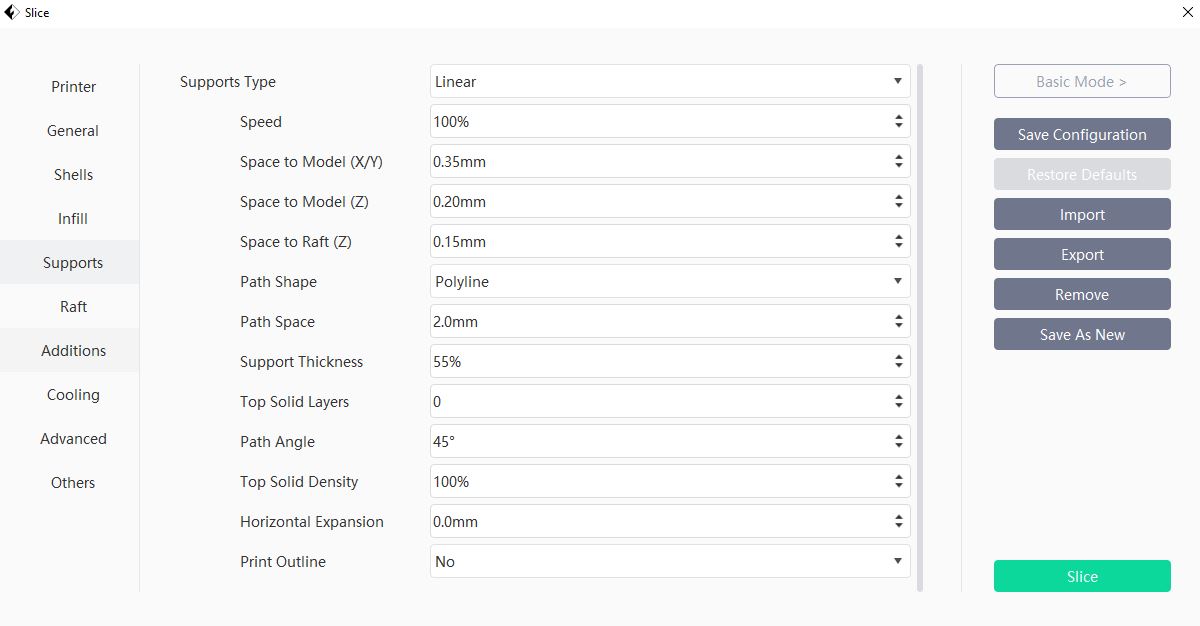 Slice
Printer
General
Shells
Infill
Supports
Raft
Additions
Cooling
Advanced
Others
Supports Type Linear
Speed 100%
Space to Model (X/Y) 0.35mm
Space to Model (Z) 0.20mm
Space to Raft (Z) 0.15mm
Path Shape Polyline
Path Space 2.0mm
Support Thickness 55%
Top Solid Layers 0
Path Angle 45°
Top Solid Density 100%
Horizontal Expansion 0.0mm
Print Outline No
Basic Mode >
Save Configuration
Restore Defaults
Import
Export
Remove
Save As New
Slice